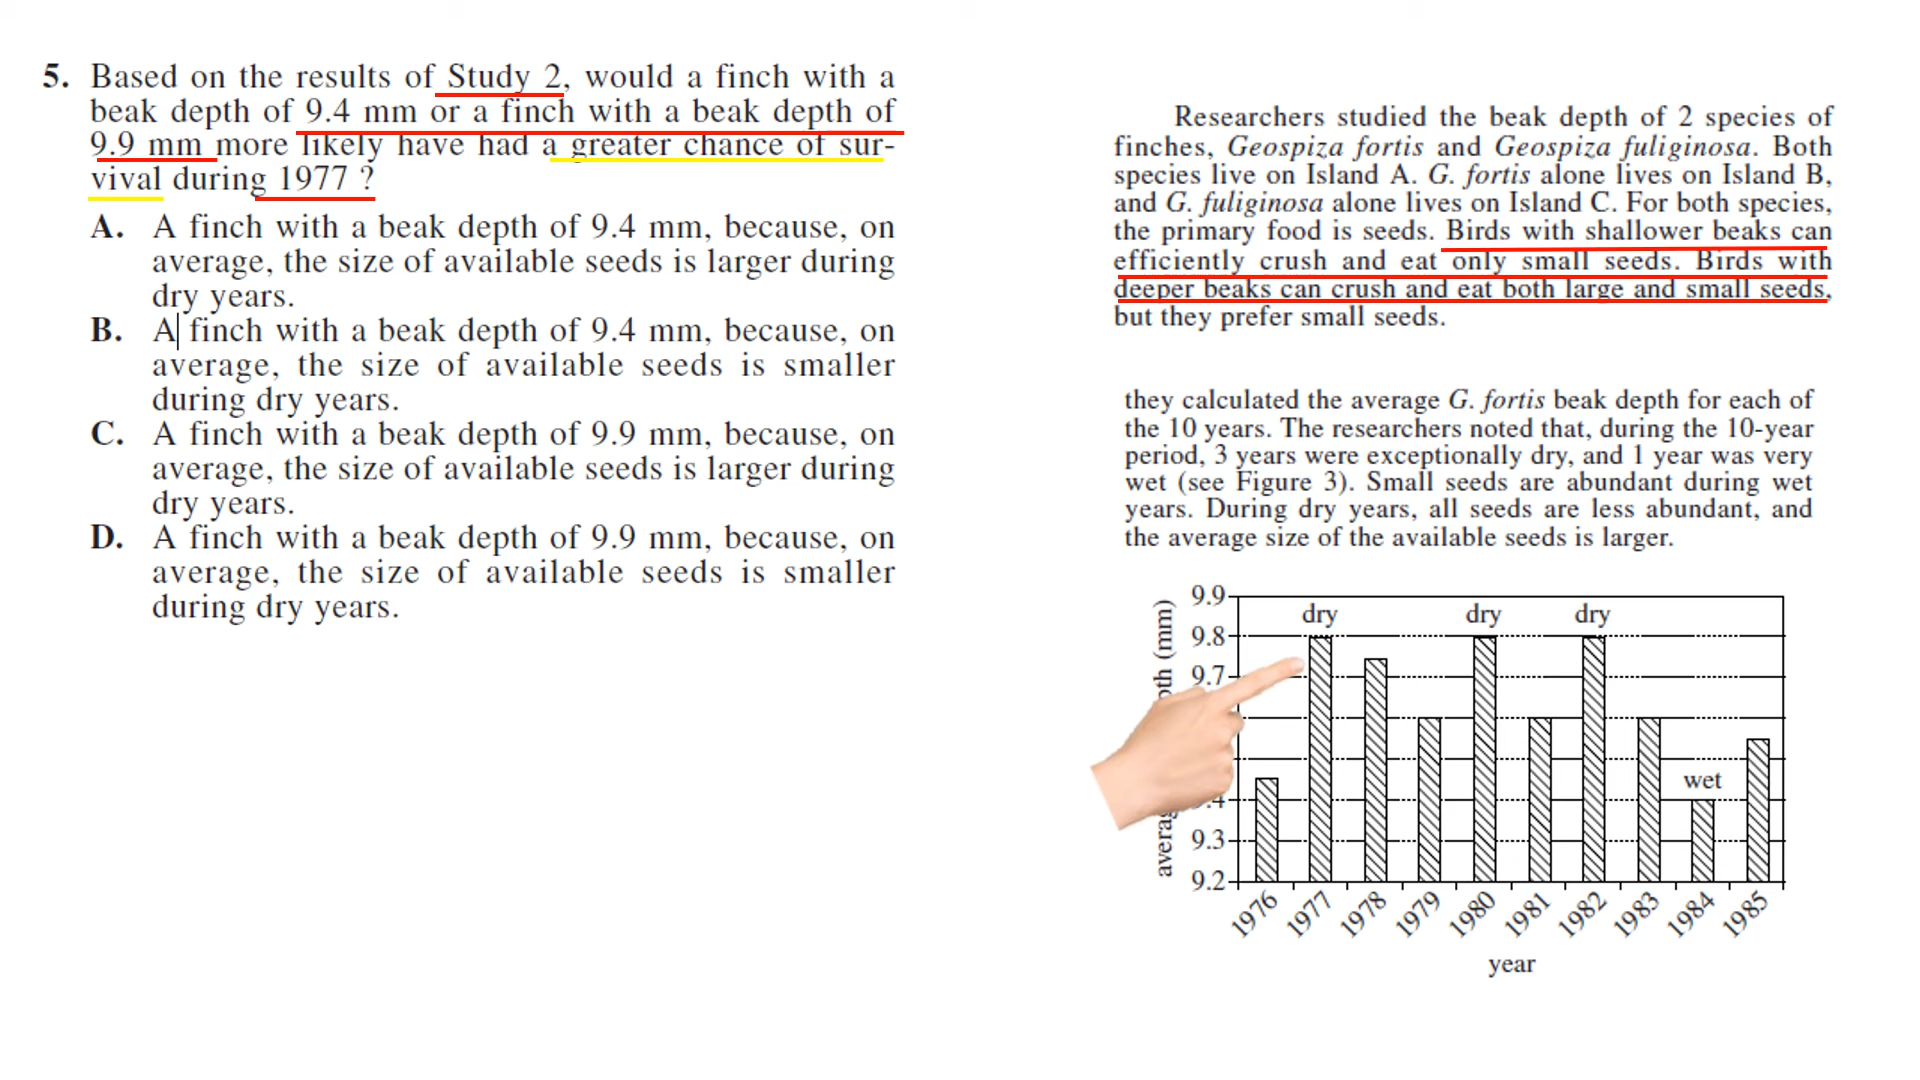 5. Based on the results of Study 2, would a finch with a
beak depth of 9.4 mm or a finch with a beak depth of
9.9 mm more likely have had a greater chance of sur-
vival during 1977 ?
A. A finch with a beak depth of 9.4 mm, because, on
average, the size of available seeds is larger during
dry years.
B. A finch with a beak depth of 9.4 mm, because, on
average, the size of available seeds is smaller
during dry years.
C. A finch with a beak depth of 9.9 mm, because, on
average, the size of available seeds is larger during
dry years.
D. A finch with a beak depth of 9.9 mm, because, on
average, the size of available seeds is smaller
during dry years.
Researchers studied the beak depth of 2 species of
finches, Geospiza fortis and Geospiza fuliginosa. Both
species live on Island A. G. fortis alone lives on Island B,
and G. fuliginosa alone lives on Island C. For both species,
the primary food is seeds. Birds with shallower beaks can
efficiently crush and eat only small seeds. Birds with
deeper beaks can crush and eat both large and small seeds,
but they prefer small seeds.
they calculated the average G. fortis beak depth for each of
the 10 years. The researchers noted that, during the 10-year
period, 3 years were exceptionally dry, and 1 year was very
wet (see Figure 3). Small seeds are abundant during wet
years. During dry years, all seeds are less abundant, and
the average size of the available seeds is larger.
9.9
dry dry dry
9.8
9.7
wet
9.3
9.2
(mm)
1976 1977 1978 1979 1980 1981 1982 1983 1984 1985
year